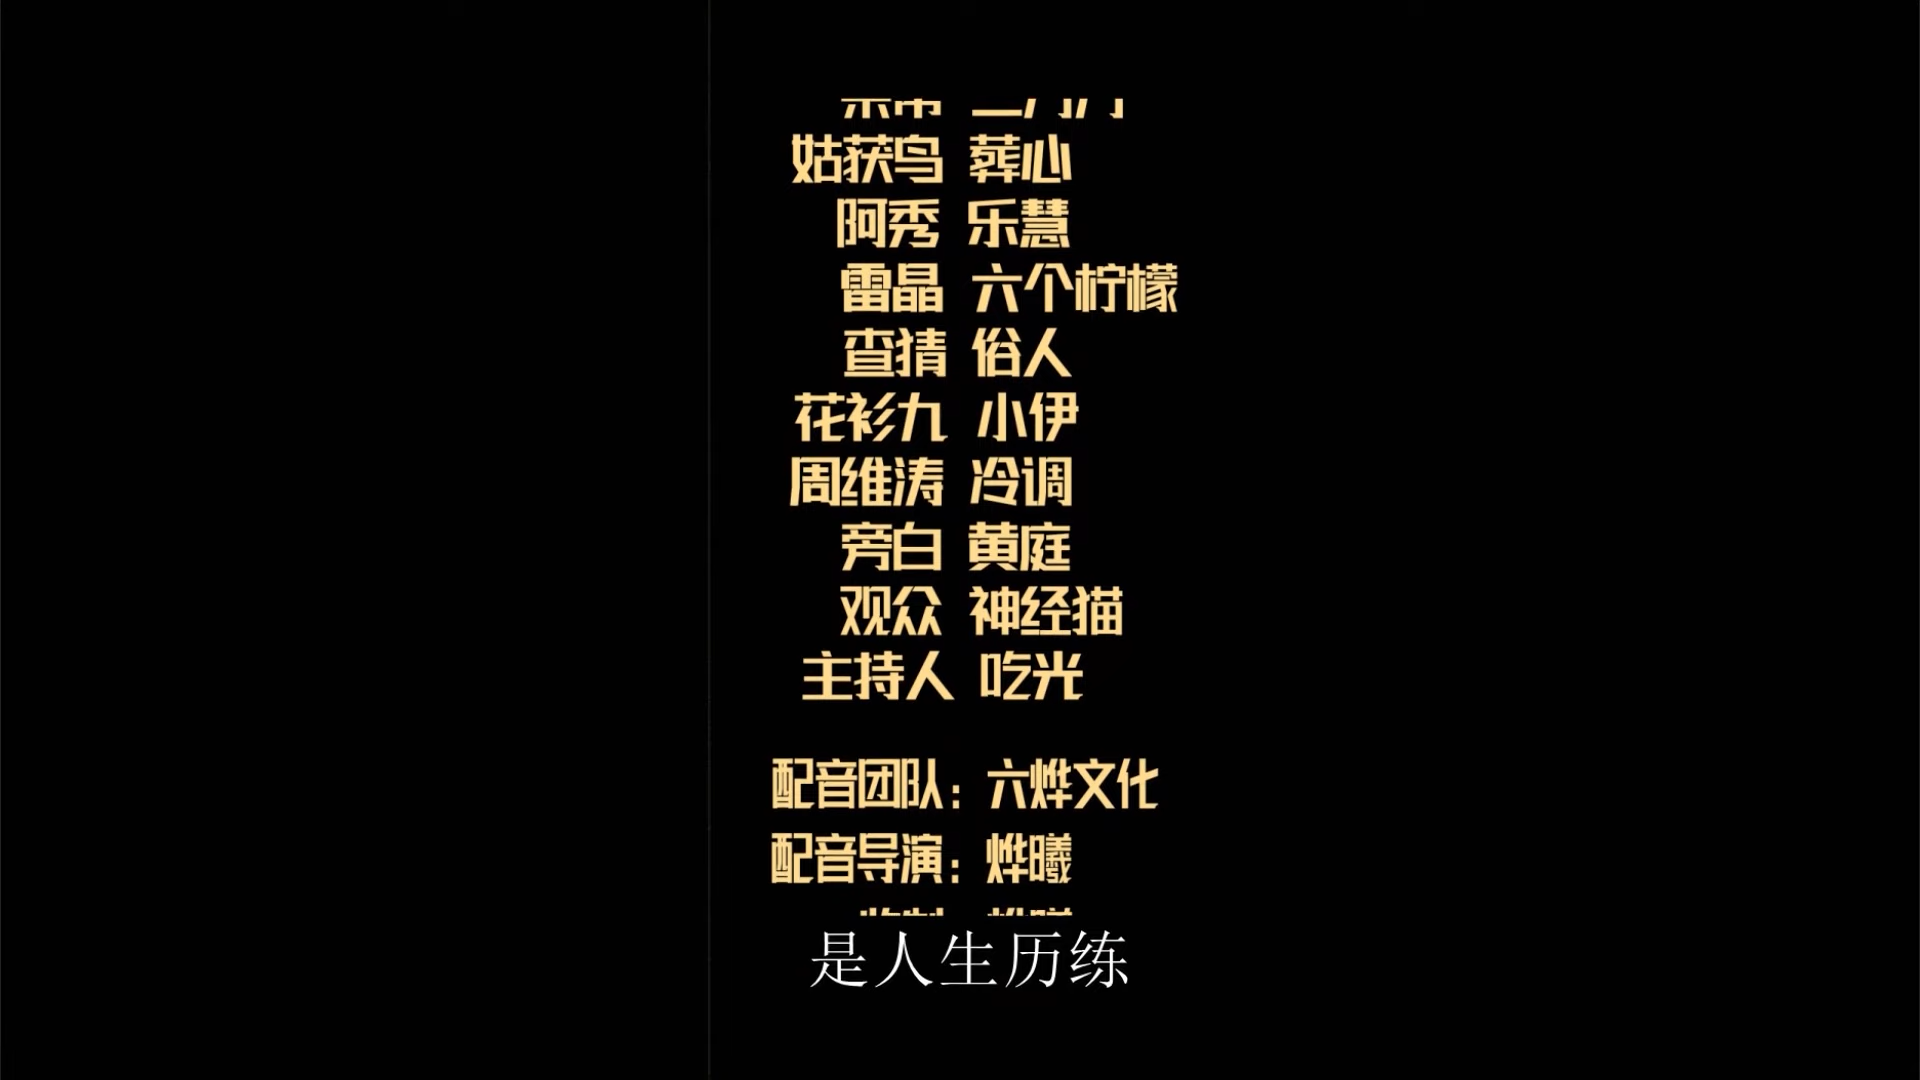 姑获鸟 葬心
阿秀 乐慧
雷晶 六个柠檬
查猜 俗人
花衫九 小伊
周维涛 冷调
旁白 黄庭
观众 神经猫
主持人 吃光
配音团队：六烨文化
配音导演：烨曦
是人生历练